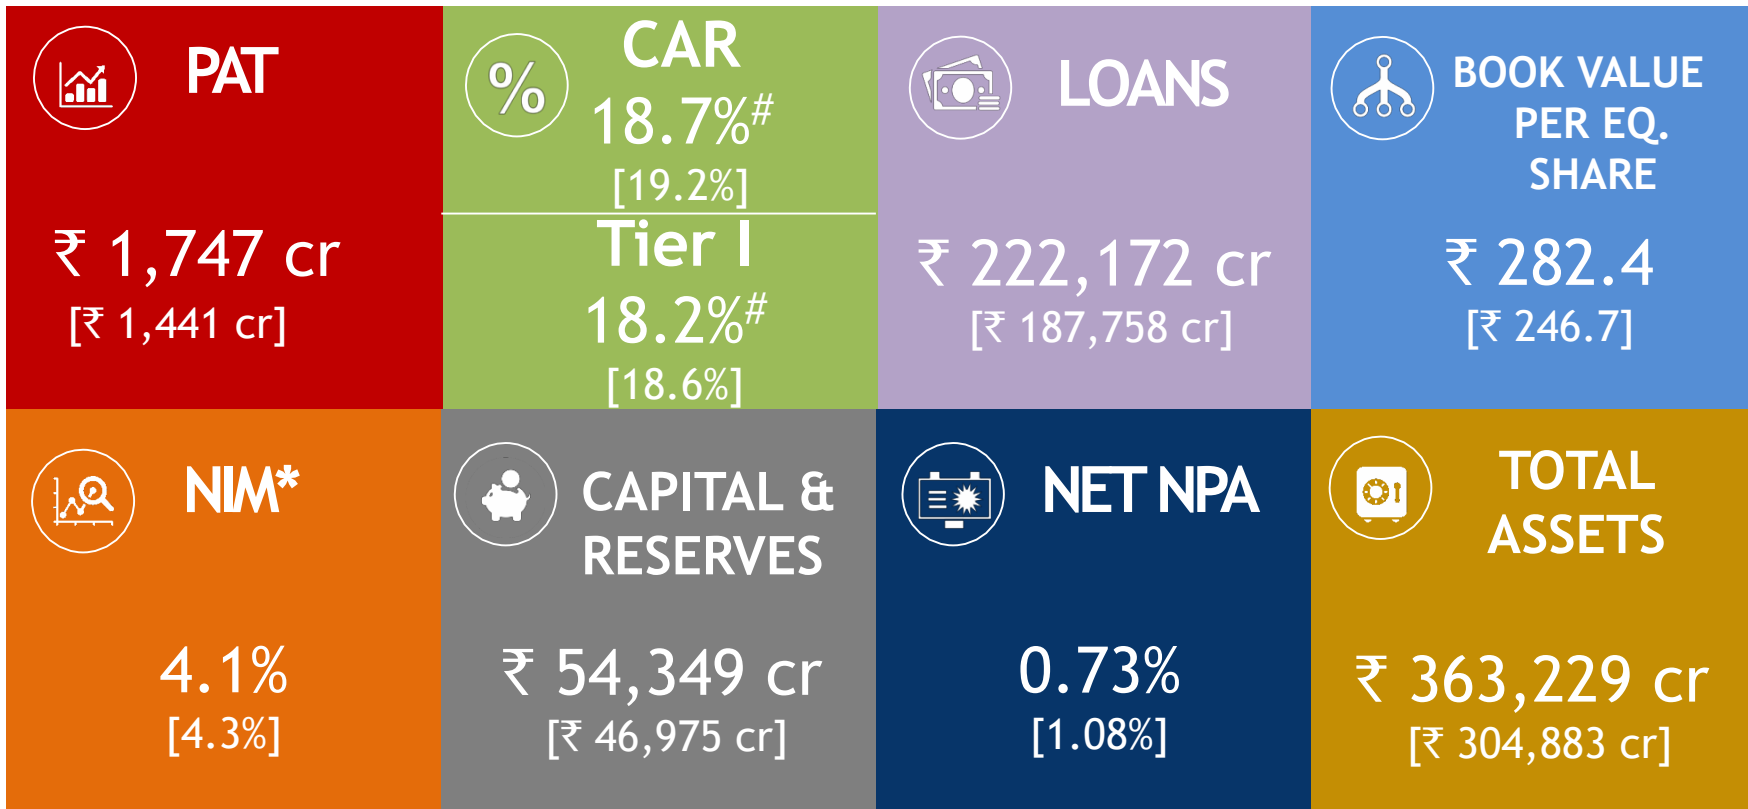 PAT
₹ 1,747 cr
[₹ 1,441 cr]
%
CAR
18.7%#
[19.2%]
Tier I
18.2%#
[18.6%]
LOANS
₹ 222,172 cr
[₹ 187,758 cr]
BOOK VALUE
PER EQ.
SHARE
₹ 282.4
[₹ 246.7]
NIM*
4.1%
[4.3%]
CAPITAL &
RESERVES
₹ 54,349 cr
[₹ 46,975 cr]
NET NPA
0.73%
[1.08%]
TOTAL
ASSETS
₹ 363,229 cr
[₹ 304,883 cr]